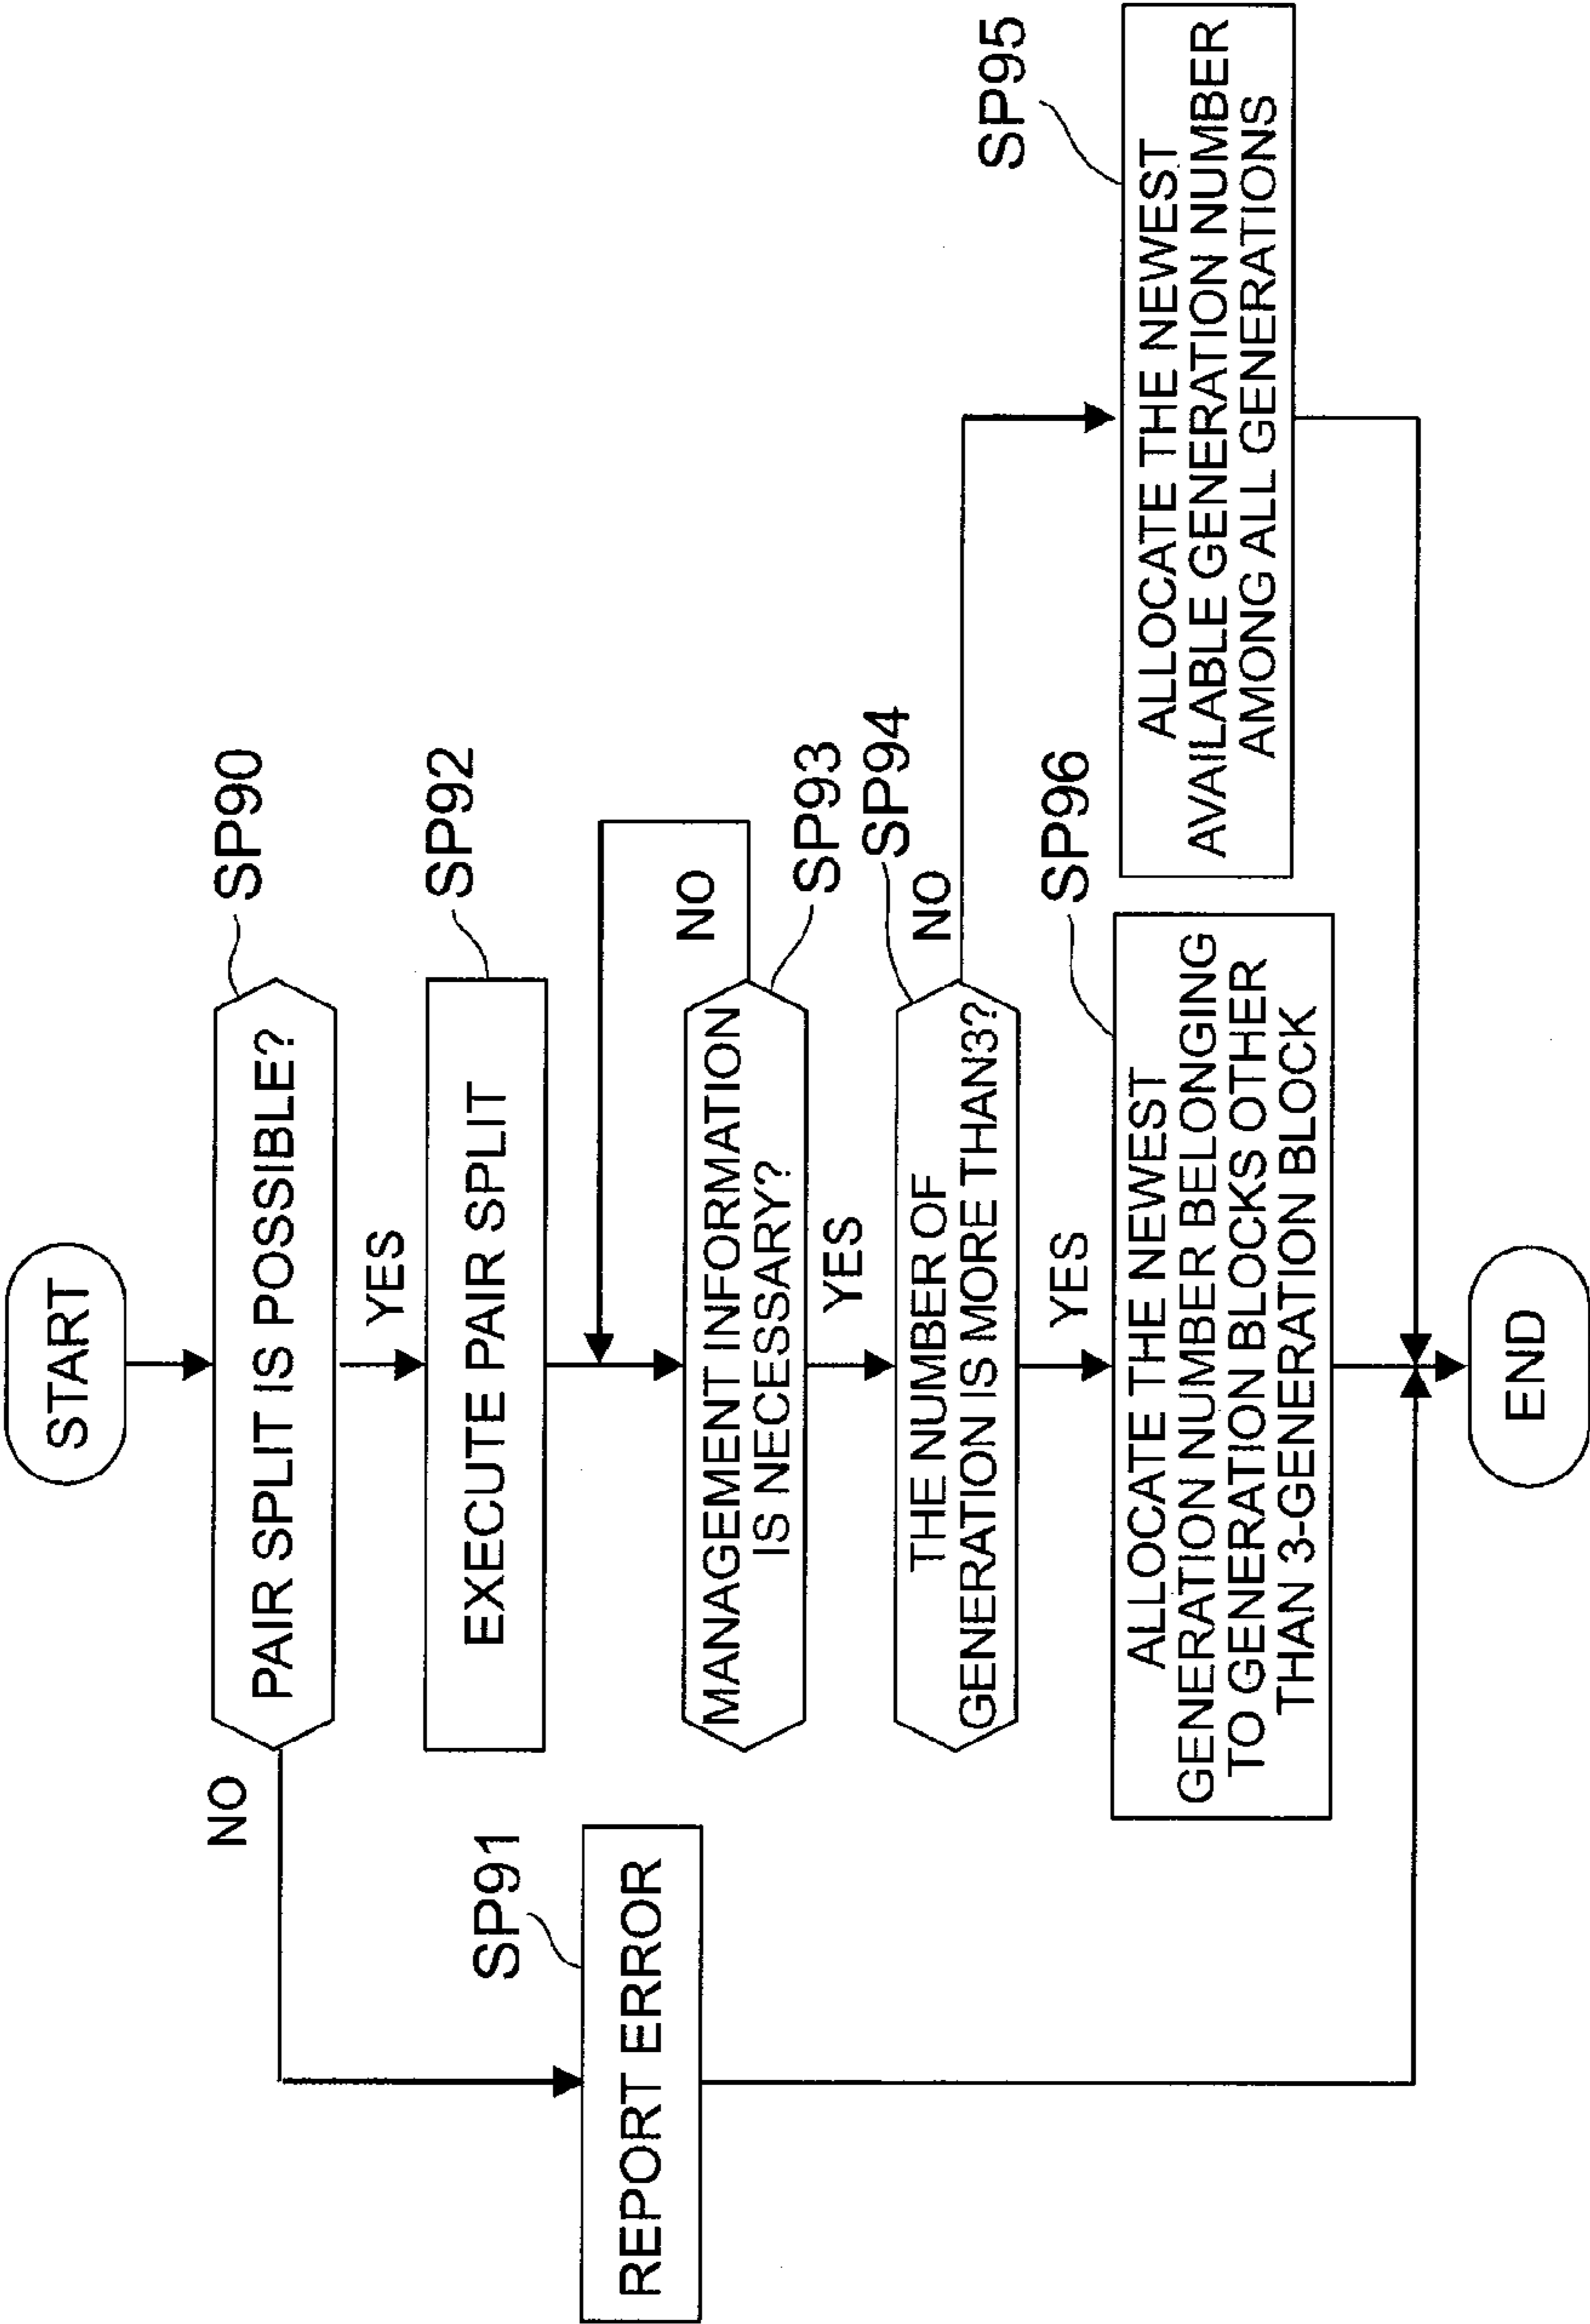 START
SP90
PAIR SPLIT IS POSSIBLE?
NO
YES
SP91
REPORT ERROR
SP92
EXECUTE PAIR SPLIT
NO
SP93
MANAGEMENT INFORMATION
IS NECESSARY?
YES
SP94
THE NUMBER OF
GENERATION IS MORE THAN3?
NO
YES
SP95
ALLOCATE THE NEWEST
AVAILABLE GENERATION NUMBER
AMONG ALL GENERATIONS
SP96
ALLOCATE THE NEWEST
GENERATION NUMBER BELONGING
TO GENERATION BLOCKS OTHER
THAN 3-GENERATION BLOCK
END